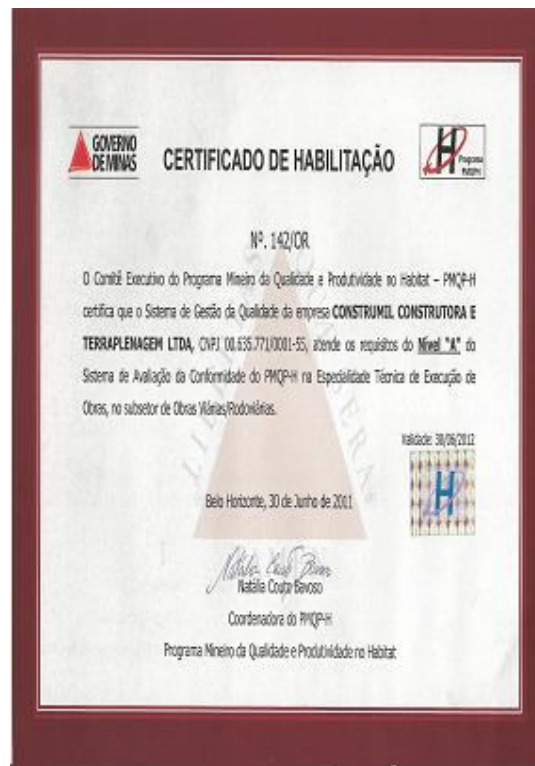 GOVERNO
DE MINAS
CERTIFICADO DE HABILITAÇÃO
H
Programa
PMQP-H
Nº. 142/OR
O Comitê Executivo do Programa Mineiro da Qualidade e Produtividade no Habitat – PMQP-H
certifica que o Sistema de Gestão da Qualidade da empresa CONSTRUMIL CONSTRUTORA E
TERRAPLENAGEM LTDA, CNPJ 00.635.771/0001-55, atende os requisitos do Nível "A" do
Sistema de Avaliação da Conformidade do PMQP-H na Especialidade Técnica de Execução de
Obras, no subsetor de Obras Viárias/Rodoviárias.
Validade: 30/06/2012
H
Belo Horizonte, 30 de Junho de 2011
Natália Couto Bavoso
Coordenadora do PMQP-H
Programa Mineiro da Qualidade e Produtividade no Habitat